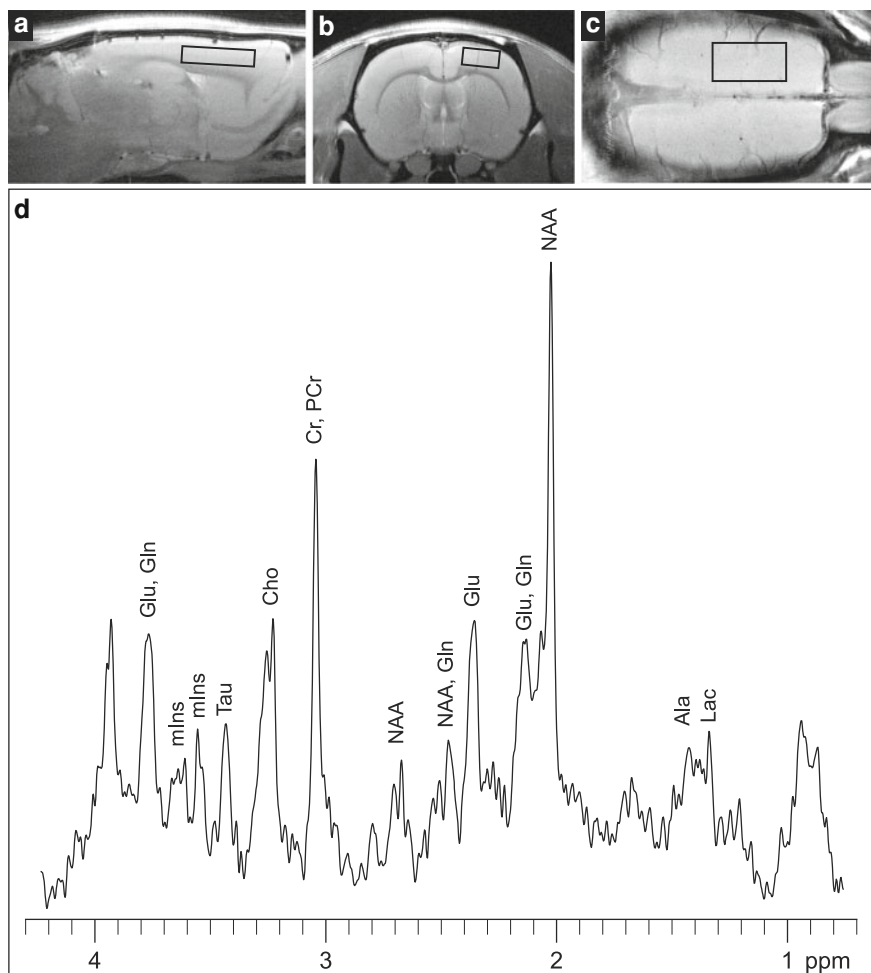 a
b
c
d
Glu, Gln
mIns
mIns
Tau
Cho
Cr, PCr
NAA
NAA, Gln
Glu
Glu, Gln
NAA
Ala
Lac
4
3
2
1 ppm